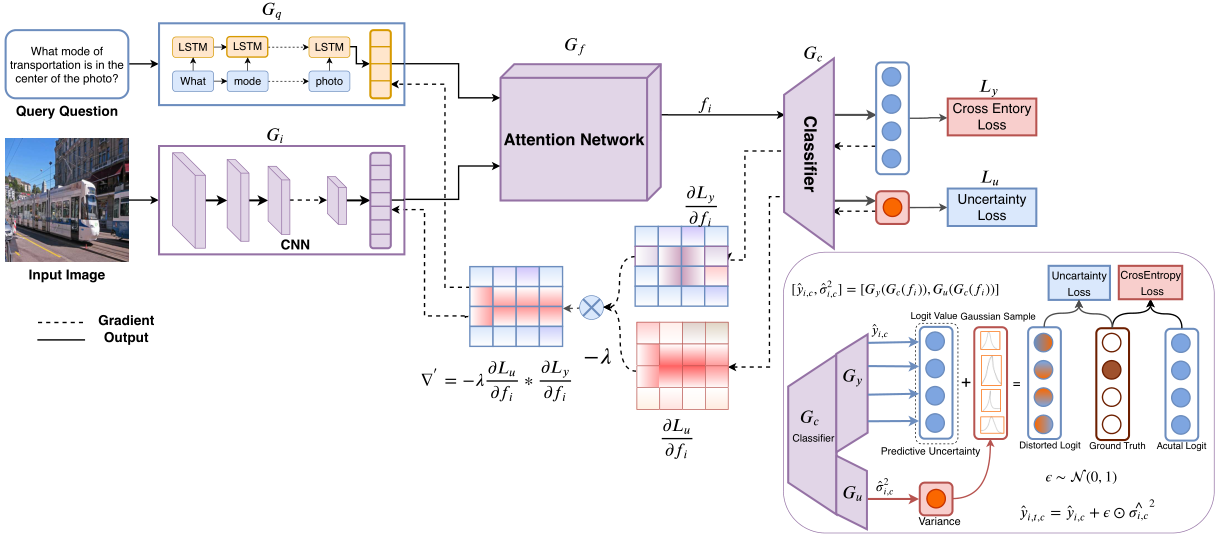 G_q
What mode of
transportation is in the
center of the photo?
Query Question
LSTM
LSTM
LSTM
What
mode
photo
G_i
CNN
Input Image
G_f
Attention Network
f_i
G_c
Classifier
L_y
Cross Entory
Loss
L_u
Uncertainty
Loss
∂L_y
∂f_i
−λ
∂L_u
∂f_i
∇′ = −λ ∂L_u/∂f_i * ∂L_y/∂f_i
Gradient
Output
[ŷ_{i,c}, σ̂²_{i,c}] = [G_y(G_c(f_i)), G_u(G_c(f_i))]
Uncartainty
Loss
CrosEntropy
Loss
Logit Value
Gaussian Sample
ŷ_{i,c}
G_y
G_c
Classifier
+
=
Predictive Uncertainty
Distorted Logit
Ground Truth
Acutal Logit
G_u
σ̂²_{i,c}
Variance
ϵ ∼ 𝒩(0, 1)
ŷ_{i,t,c} = ŷ_{i,c} + ϵ ⊙ σ̂_{i,c}²